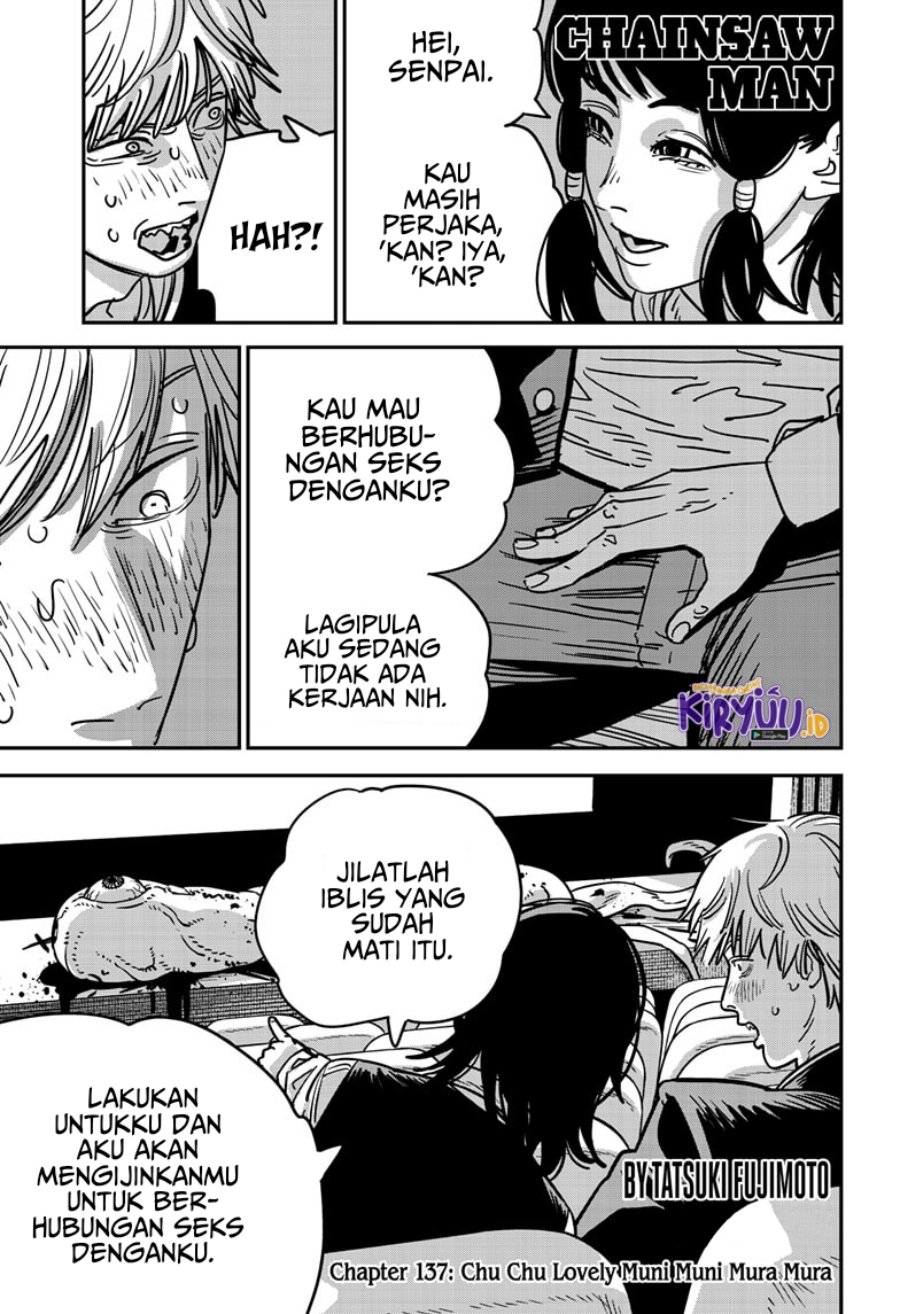 CHAINSAW
MAN
HEI,
SENPAI.
KAU
MASIH
PERJAKA,
'KAN? IYA,
'KAN?
HAH?!
KAU MAU
BERHUBU-
NGAN SEKS
DENGANKU?
LAGIPULA
AKU SEDANG
TIDAK ADA
KERJAAN NIH.
KIRYUU.ID
Google Play
JILATLAH
IBLIS YANG
SUDAH
MATI ITU.
LAKUKAN
UNTUKKU DAN
AKU AKAN
MENGIJINKANMU
UNTUK BER-
HUBUNGAN SEKS
DENGANKU.
BY TATSUKI FUJIMOTO
Chapter 137: Chu Chu Lovely Muni Muni Mura Mura